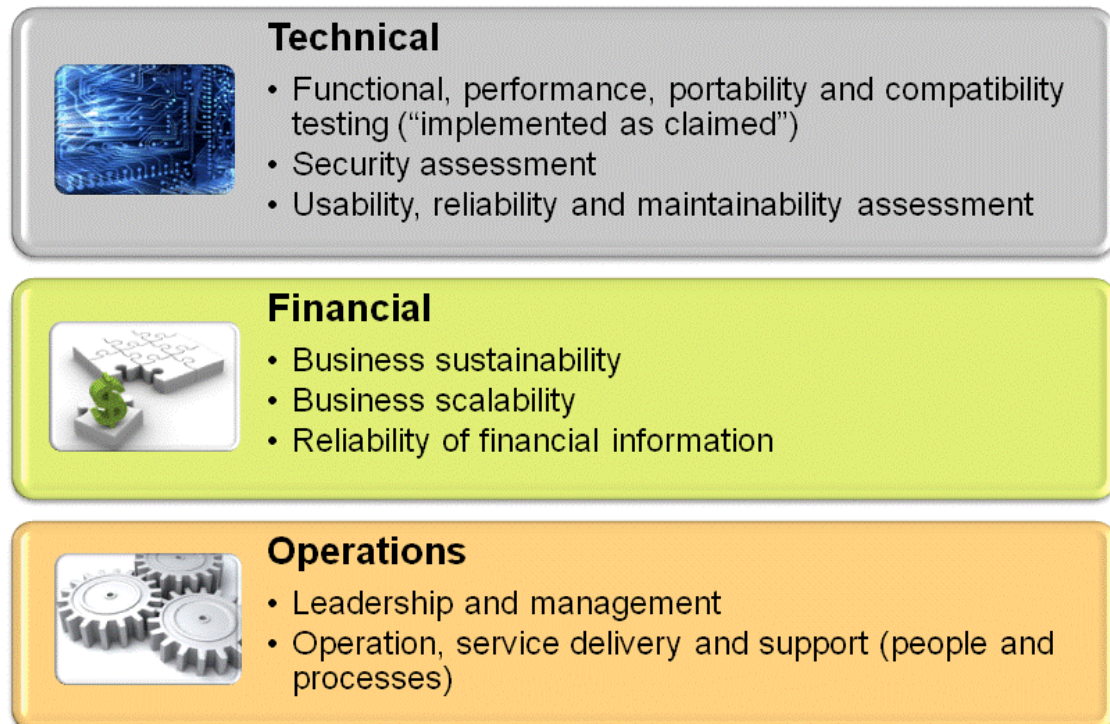 Technical
• Functional, performance, portability and compatibility
testing (“implemented as claimed”)
• Security assessment
• Usability, reliability and maintainability assessment
Financial
• Business sustainability
• Business scalability
• Reliability of financial information
Operations
• Leadership and management
• Operation, service delivery and support (people and
processes)